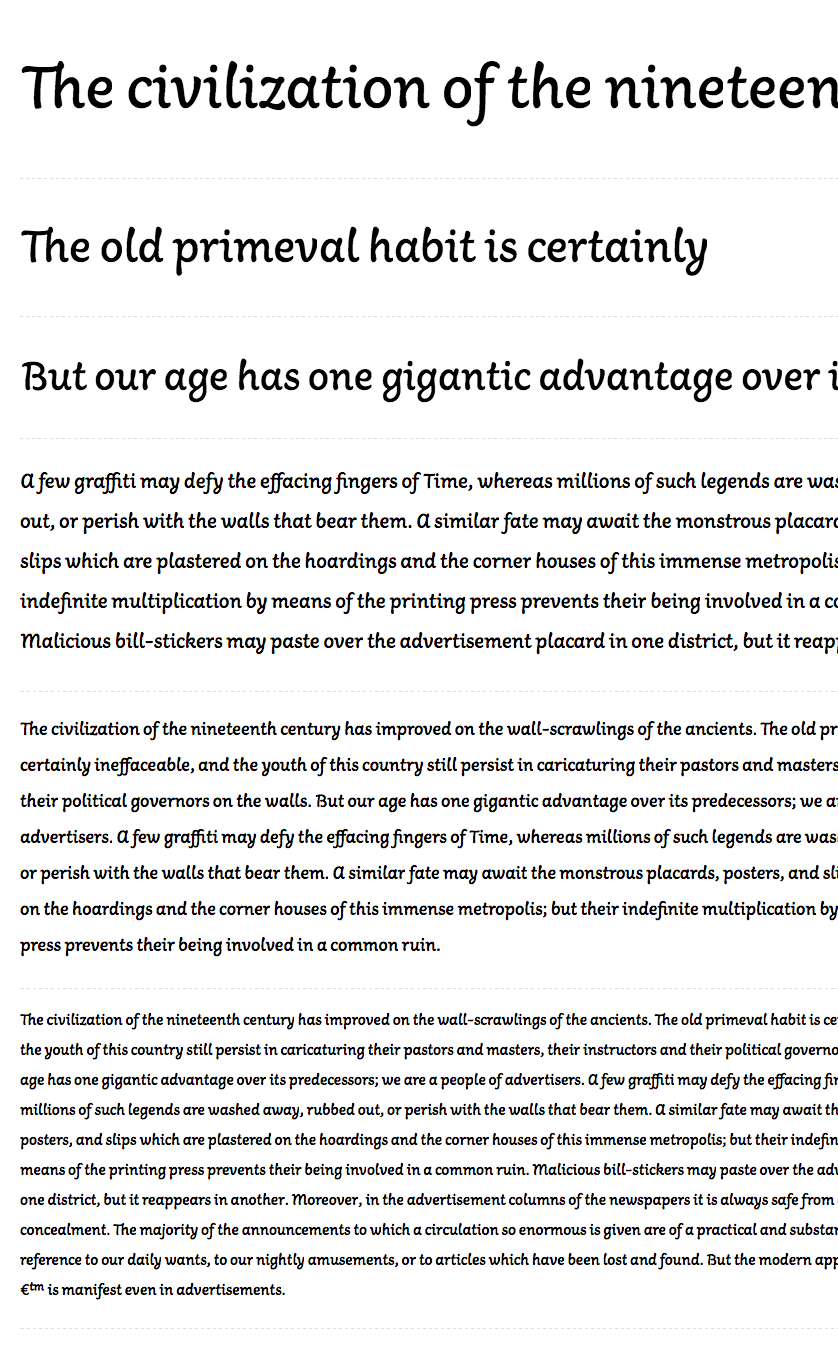 The civilization of the nineteen
The old primeval habit is certainly
But our age has one gigantic advantage over i
A few graffiti may defy the effacing fingers of Time, whereas millions of such legends are was
out, or perish with the walls that bear them. A similar fate may await the monstrous placard
slips which are plastered on the hoardings and the corner houses of this immense metropolis
indefinite multiplication by means of the printing press prevents their being involved in a co
Malicious bill-stickers may paste over the advertisement placard in one district, but it reapp
The civilization of the nineteenth century has improved on the wall-scrawlings of the ancients. The old pr
certainly ineffaceable, and the youth of this country still persist in caricaturing their pastors and masters
their political governors on the walls. But our age has one gigantic advantage over its predecessors; we a
advertisers. A few graffiti may defy the effacing fingers of Time, whereas millions of such legends are was
or perish with the walls that bear them. A similar fate may await the monstrous placards, posters, and sli
on the hoardings and the corner houses of this immense metropolis; but their indefinite multiplication by
press prevents their being involved in a common ruin.
The civilization of the nineteenth century has improved on the wall-scrawlings of the ancients. The old primeval habit is ce
the youth of this country still persist in caricaturing their pastors and masters, their instructors and their political governo
age has one gigantic advantage over its predecessors; we are a people of advertisers. A few graffiti may defy the effacing fin
millions of such legends are washed away, rubbed out, or perish with the walls that bear them. A similar fate may await th
posters, and slips which are plastered on the hoardings and the corner houses of this immense metropolis; but their indefin
means of the printing press prevents their being involved in a common ruin. Malicious bill-stickers may paste over the adv
one district, but it reappears in another. Moreover, in the advertisement columns of the newspapers it is always safe from
concealment. The majority of the announcements to which a circulation so enormous is given are of a practical and substan
reference to our daily wants, to our nightly amusements, or to articles which have been lost and found. But the modern app
€™ is manifest even in advertisements.